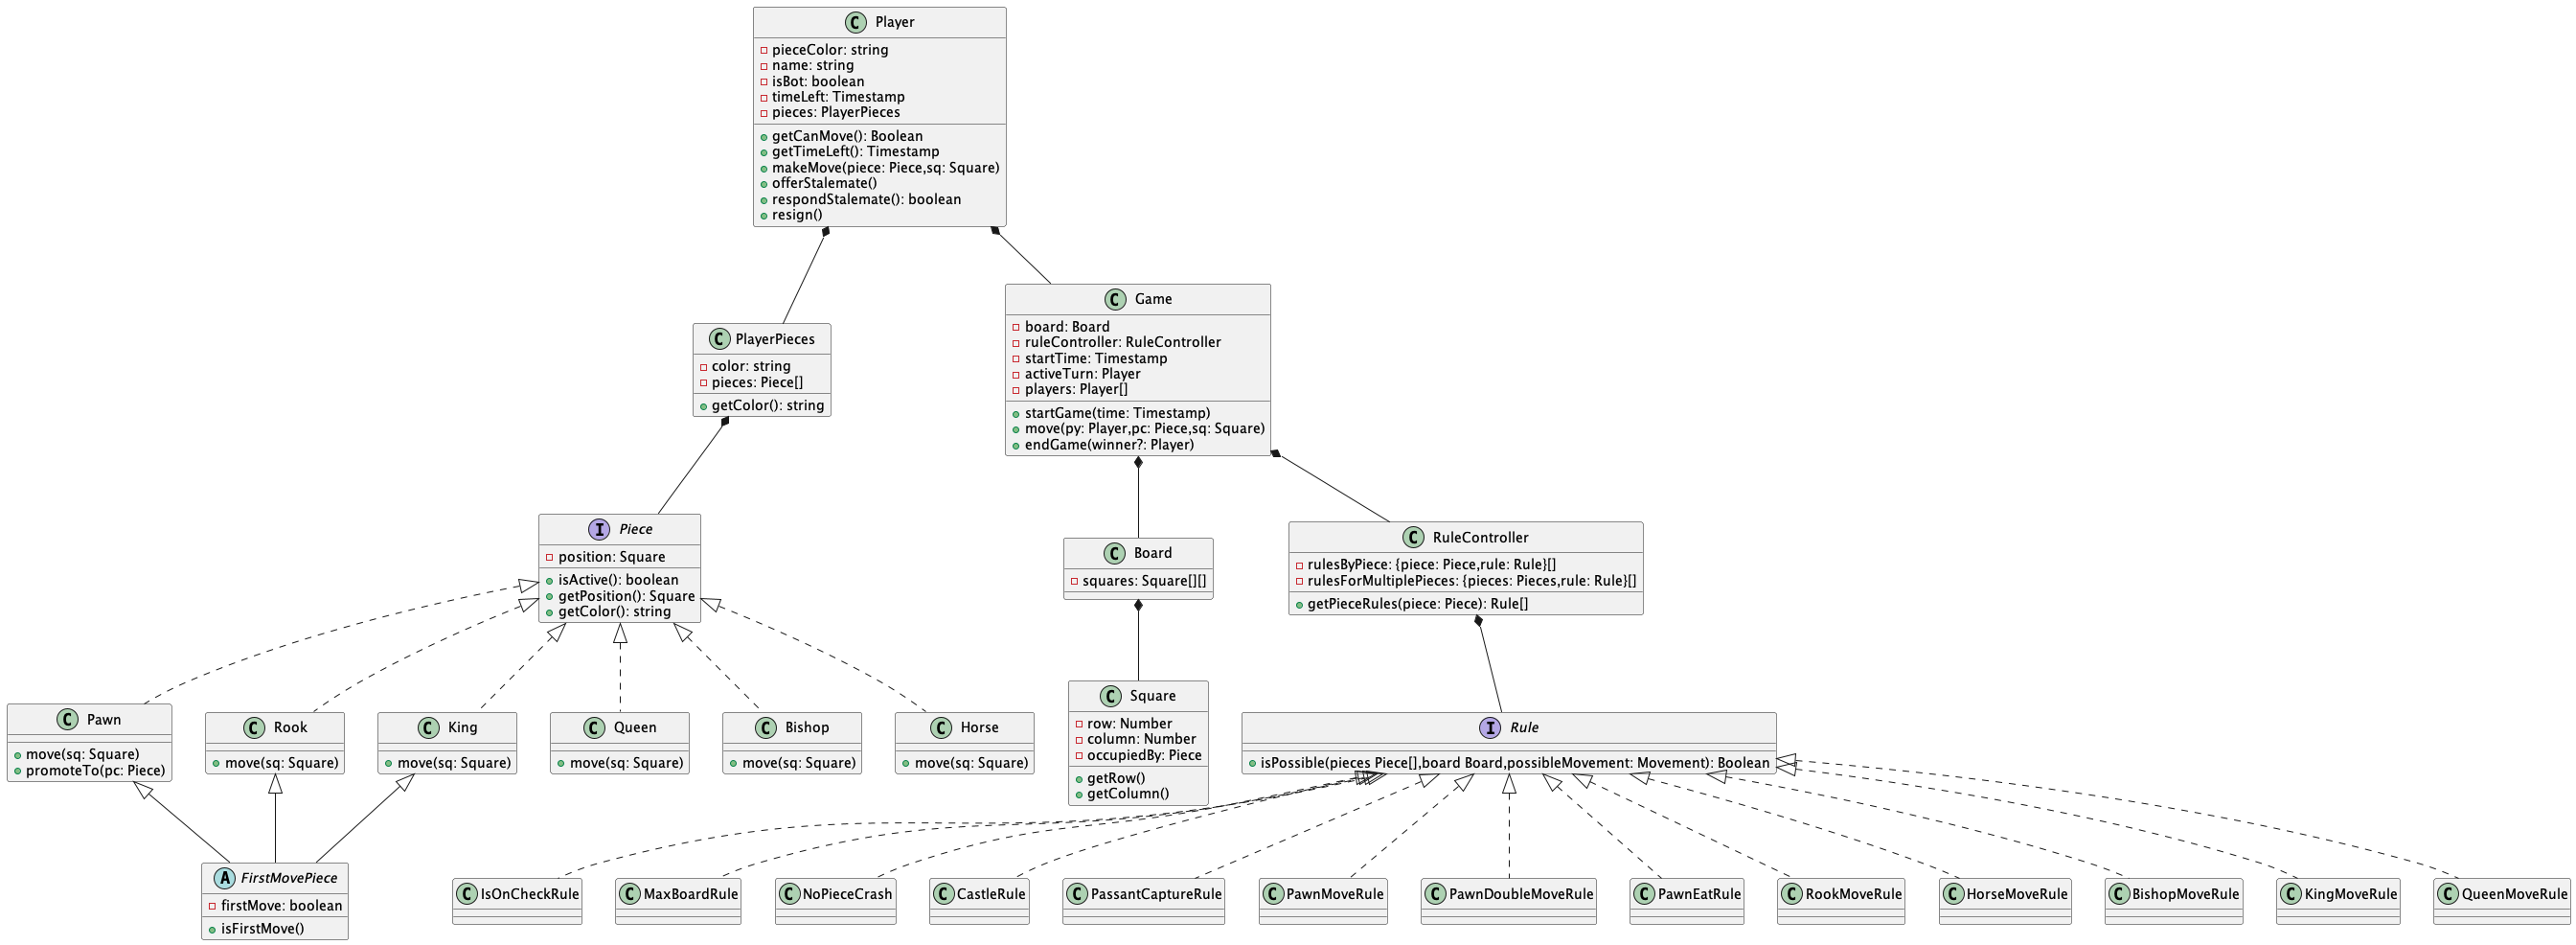 C Player
pieceColor: string
name: string
isBot: boolean
timeLeft: Timestamp
pieces: PlayerPieces
getCanMove(): Boolean
getTimeLeft(): Timestamp
makeMove(piece: Piece,sq: Square)
offerStalemate()
respondStalemate(): boolean
resign()
C PlayerPieces
color: string
pieces: Piece[]
getColor(): string
C Game
board: Board
ruleController: RuleController
startTime: Timestamp
activeTurn: Player
players: Player[]
startGame(time: Timestamp)
move(py: Player,pc: Piece,sq: Square)
endGame(winner?: Player)
I Piece
position: Square
isActive(): boolean
getPosition(): Square
getColor(): string
C Board
squares: Square[][]
C RuleController
rulesByPiece: {piece: Piece,rule: Rule}[]
rulesForMultiplePieces: {pieces: Pieces,rule: Rule}[]
getPieceRules(piece: Piece): Rule[]
C Pawn
move(sq: Square)
promoteTo(pc: Piece)
C Rook
move(sq: Square)
C King
move(sq: Square)
C Queen
move(sq: Square)
C Bishop
move(sq: Square)
C Horse
move(sq: Square)
C Square
row: Number
column: Number
occupiedBy: Piece
getRow()
getColumn()
I Rule
isPossible(pieces Piece[],board Board,possibleMovement: Movement): Boolean
A FirstMovePiece
firstMove: boolean
isFirstMove()
C IsOnCheckRule
C MaxBoardRule
C NoPieceCrash
C CastleRule
C PassantCaptureRule
C PawnMoveRule
C PawnDoubleMoveRule
C PawnEatRule
C RookMoveRule
C HorseMoveRule
C BishopMoveRule
C KingMoveRule
C QueenMoveRule